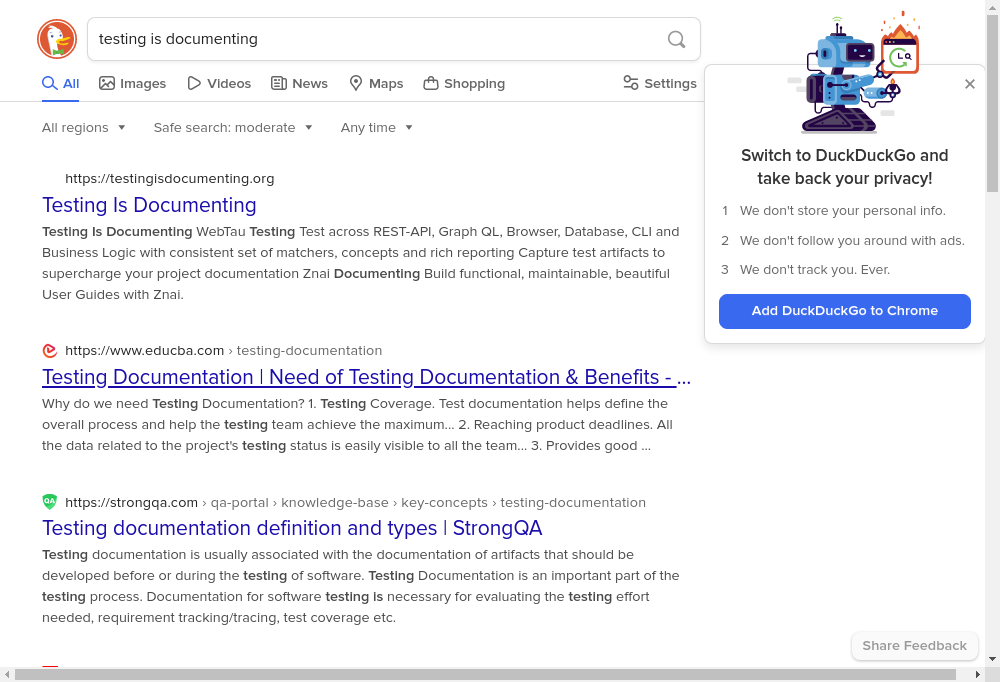 testing is documenting
All Images Videos News Maps Shopping Settings
All regions Safe search: moderate Any time
https://testingisdocumenting.org
Testing Is Documenting
Testing Is Documenting WebTau Testing Test across REST-API, Graph QL, Browser, Database, CLI and
Business Logic with consistent set of matchers, concepts and rich reporting Capture test artifacts to
supercharge your project documentation Znai Documenting Build functional, maintainable, beautiful
User Guides with Znai.
https://www.educba.com › testing-documentation
Testing Documentation | Need of Testing Documentation & Benefits - ...
Why do we need Testing Documentation? 1. Testing Coverage. Test documentation helps define the
overall process and help the testing team achieve the maximum... 2. Reaching product deadlines. All
the data related to the project's testing status is easily visible to all the team... 3. Provides good ...
QA
https://strongqa.com › qa-portal › knowledge-base › key-concepts › testing-documentation
Testing documentation definition and types | StrongQA
Testing documentation is usually associated with the documentation of artifacts that should be
developed before or during the testing of software. Testing Documentation is an important part of the
testing process. Documentation for software testing is necessary for evaluating the testing effort
needed, requirement tracking/tracing, test coverage etc.
Switch to DuckDuckGo and
take back your privacy!
1 We don't store your personal info.
2 We don't follow you around with ads.
3 We don't track you. Ever.
Add DuckDuckGo to Chrome
Share Feedback